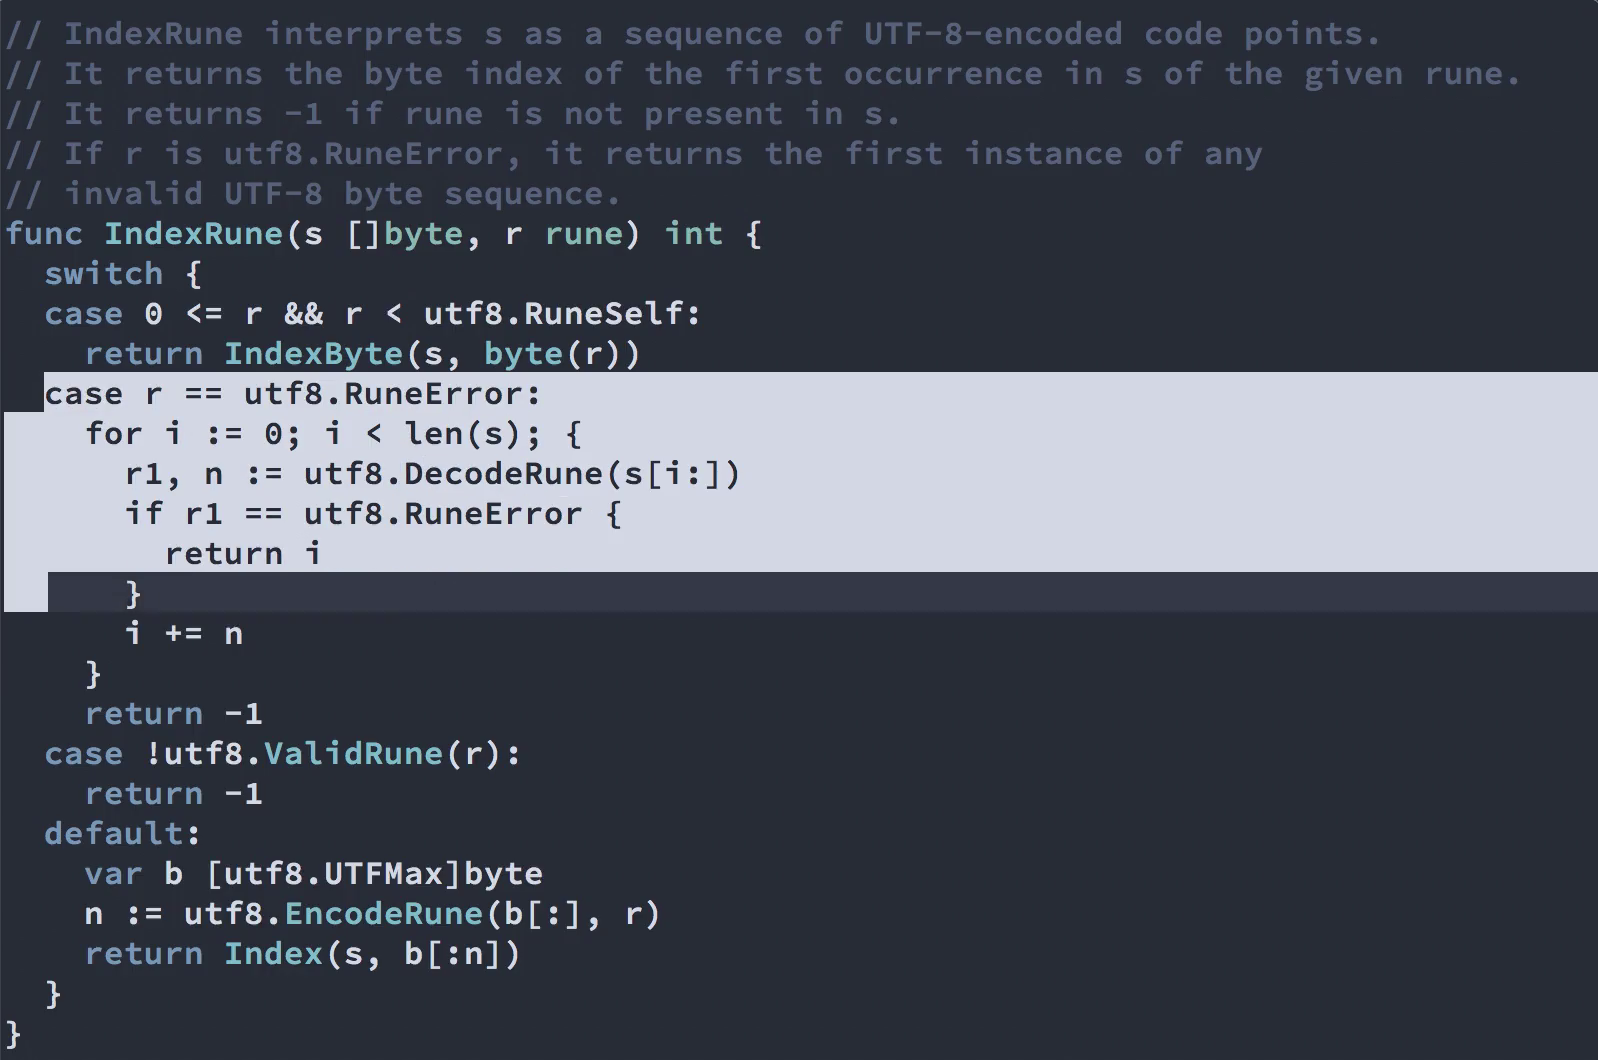 // IndexRune interprets s as a sequence of UTF-8-encoded code points.
// It returns the byte index of the first occurrence in s of the given rune.
// It returns -1 if rune is not present in s.
// If r is utf8.RuneError, it returns the first instance of any
// invalid UTF-8 byte sequence.
func IndexRune(s []byte, r rune) int {
  switch {
  case 0 <= r && r < utf8.RuneSelf:
    return IndexByte(s, byte(r))
  case r == utf8.RuneError:
    for i := 0; i < len(s); {
      r1, n := utf8.DecodeRune(s[i:])
      if r1 == utf8.RuneError {
        return i
      }
      i += n
    }
    return -1
  case !utf8.ValidRune(r):
    return -1
  default:
    var b [utf8.UTFMax]byte
    n := utf8.EncodeRune(b[:], r)
    return Index(s, b[:n])
  }
}